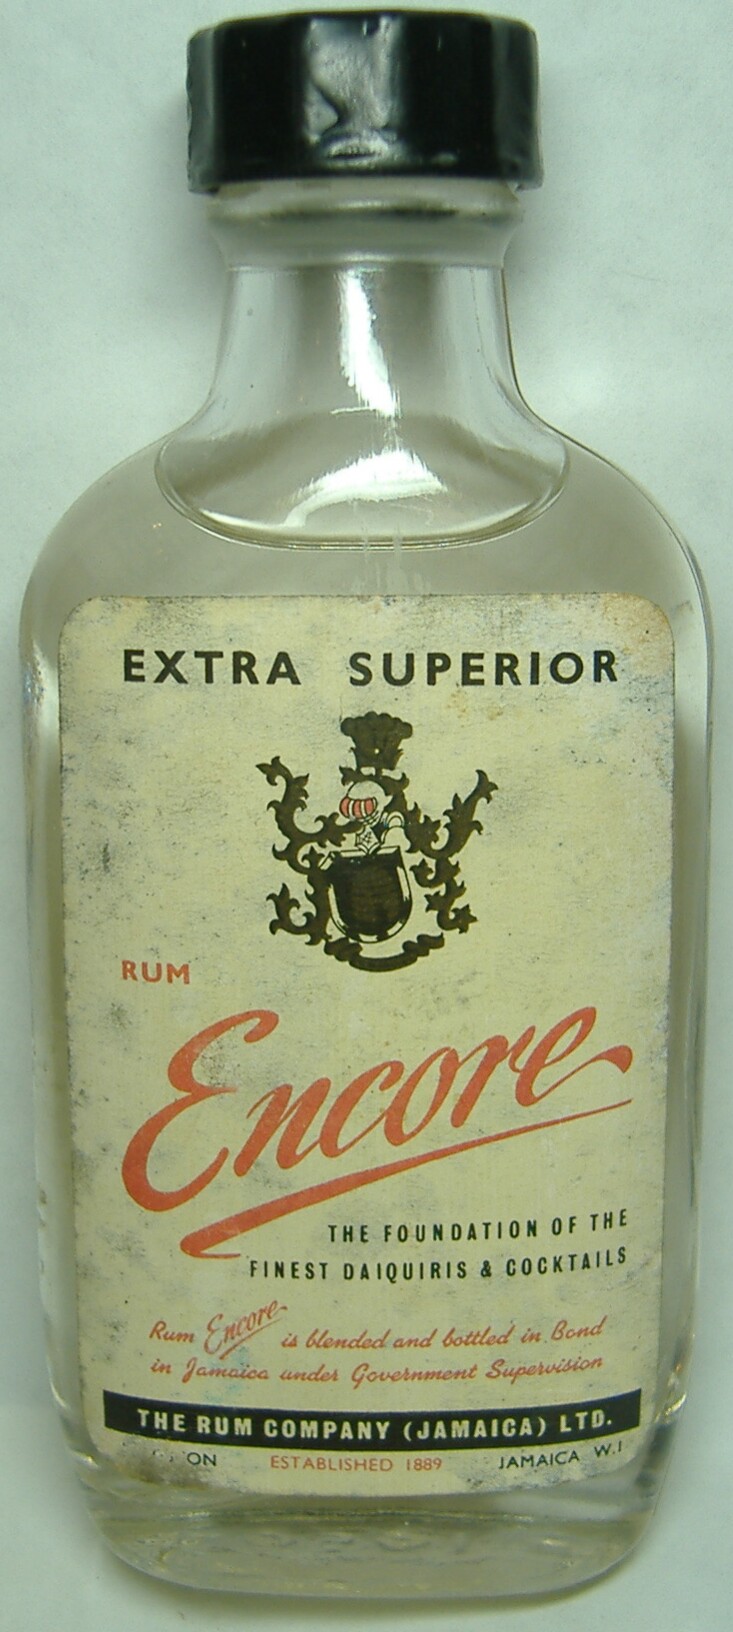 EXTRA SUPERIOR
RUM
Encore
THE FOUNDATION OF THE
FINEST DAIQUIRIS & COCKTAILS
Rum Encore is blended and bottled in Bond
in Jamaica under Government Supervision
THE RUM COMPANY (JAMAICA) LTD.
ESTABLISHED 1889 JAMAICA W.I